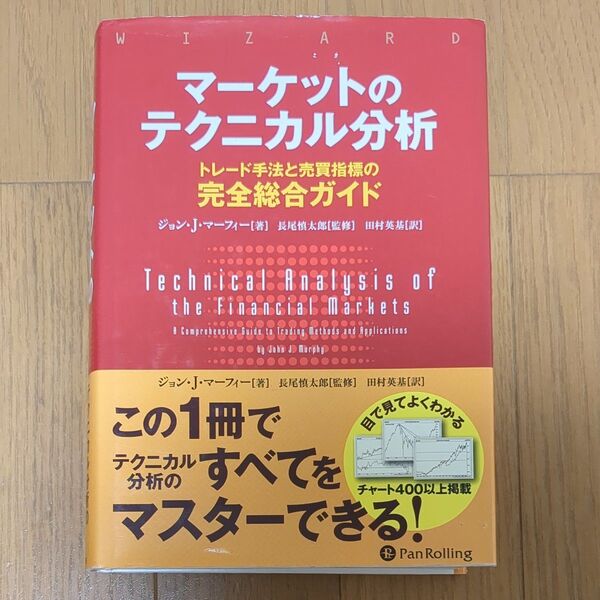 WIZARD
マーケットの
テクニカル分析
トレード手法と売買指標の
完全総合ガイド
ジョン・J・マーフィー[著] 長尾慎太郎[監修] 田村英基[訳]
Technical Analysis of
the Financial Markets
A Comprehensive Guide to Trading Methods and Applications
by John J. Murphy
ジョン・J・マーフィー[著] 長尾慎太郎[監修] 田村英基[訳]
この1冊で
テクニカル
分析の
すべてを
マスターできる!
目で見てよくわかる
チャート400以上掲載
PanRolling